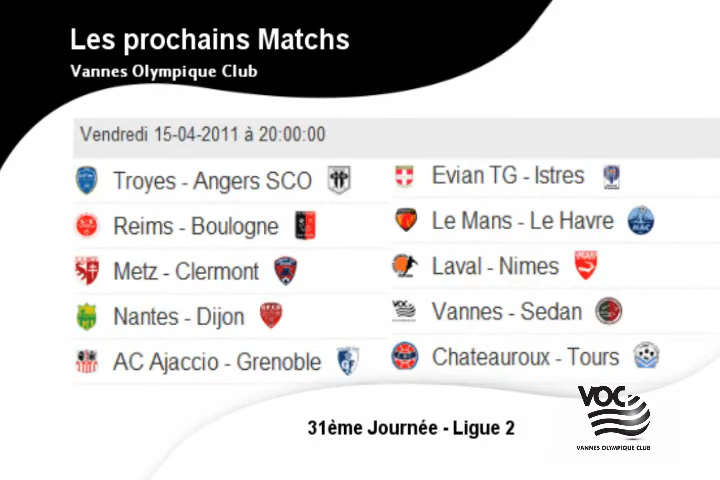 Les prochains Matchs
Vannes Olympique Club
Vendredi 15-04-2011 à 20:00:00
Troyes - Angers SCO
Reims - Boulogne
Metz - Clermont
Nantes - Dijon
AC Ajaccio - Grenoble
Evian TG - Istres
Le Mans - Le Havre
Laval - Nimes
VOC
Vannes - Sedan
Chateauroux - Tours
31ème Journée - Ligue 2
VOC
VANNES OLYMPIQUE CLUB